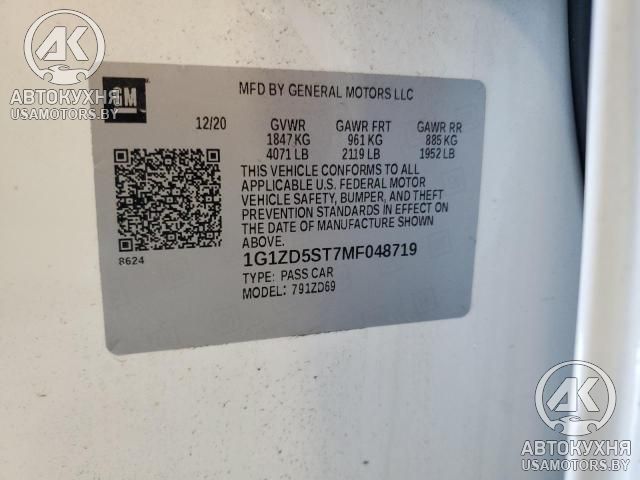 GM
MFD BY GENERAL MOTORS LLC
12/20 GVWR GAWR FRT GAWR RR
1847 KG 961 KG 885 KG
4071 LB 2119 LB 1952 LB
THIS VEHICLE CONFORMS TO ALL
APPLICABLE U.S. FEDERAL MOTOR
VEHICLE SAFETY, BUMPER, AND THEFT
PREVENTION STANDARDS IN EFFECT ON
THE DATE OF MANUFACTURE SHOWN
ABOVE.
8624
1G1ZD5ST7MF048719
TYPE: PASS CAR
MODEL: 791ZD69
АК
АВТОКУХНЯ
USAMOTORS.BY
АК
АВТОКУХНЯ
USAMOTORS.BY